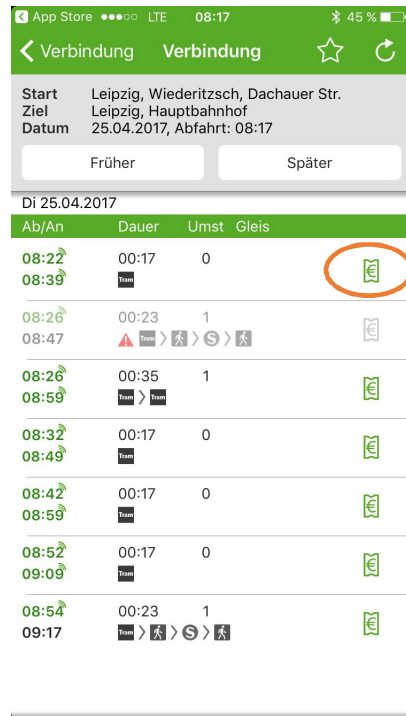 App Store LTE 08:17 45 %
Verbindung Verbindung
Start Leipzig, Wiederitzsch, Dachauer Str.
Ziel Leipzig, Hauptbahnhof
Datum 25.04.2017, Abfahrt: 08:17
Früher Später
Di 25.04.2017
Ab/An Dauer Umst Gleis
08:22 00:17 0
08:39 Tram €
08:26 00:23 1
08:47 Tram S €
08:26 00:35 1
08:59 Tram Tram €
08:32 00:17 0
08:49 Tram €
08:42 00:17 0
08:59 Tram €
08:52 00:17 0
09:09 Tram €
08:54 00:23 1
09:17 Tram S €